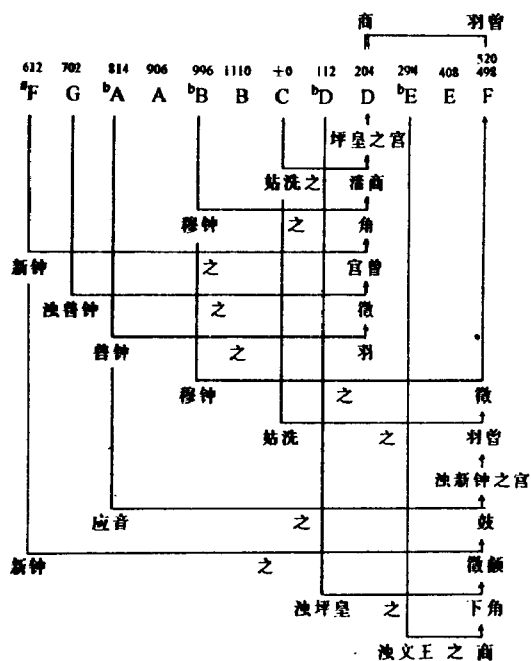 商 羽曾
520
612 702 814 906 996 1110 +0 112 204 294 408 498
#F G bA A bB B C bD D bE E F
坪皇之宫
姑洗之 潽商
穆钟 之 角
新钟 之 宫曾
浊兽钟 之 徵
兽钟 之 羽
穆钟 之 徵
姑洗 之 羽曾
浊新钟之宫
应音 之 鼓
新钟 之 徵颠
浊坪皇 之 下角
浊文王 之 商